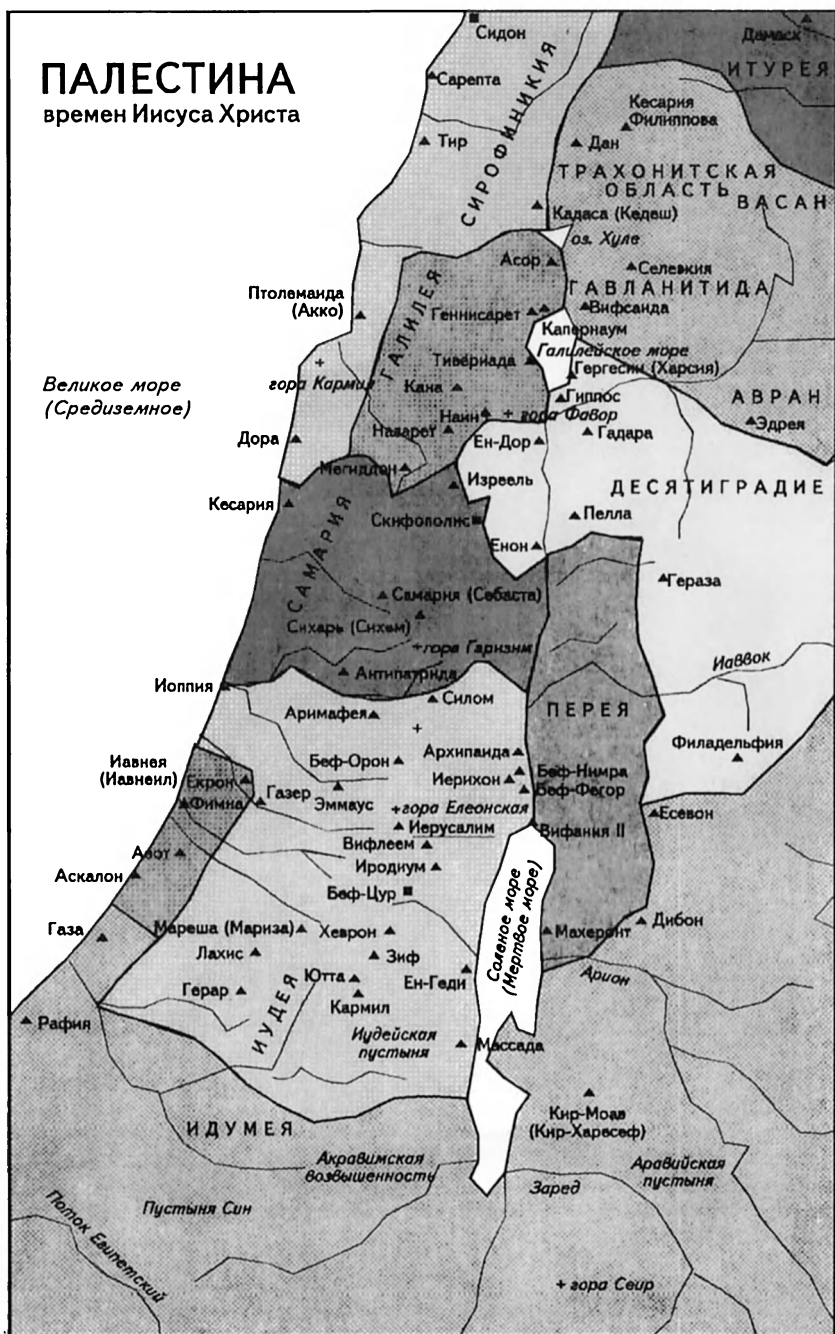 ПАЛЕСТИНА
времен Иисуса Христа
Сидон
Дамаск
ИТУРЕЯ
Сарепта
СИРОФИНИКИЯ
Кесария
Филиппова
Тир
Дан
ТРАХОНИТСКАЯ
ОБЛАСТЬ
ВАСАН
Кадаса (Кедеш)
оз. Хуле
Асор
Селевкия
ГАВЛАНИТИДА
Птолемаида
(Акко)
ГАЛИЛЕЯ
Геннисарет
Вифсаида
Капернаум
Галилейское море
Тивериада
Гергесин (Харсия)
Великое море
(Средиземное)
гора Кармил
Кана
Гиппос
АВРАН
Наин
гора Фавор
Эдрея
Назарет
Гадара
Дора
Ен-Дор
Мегиддон
Изреель
ДЕСЯТИГРАДИЕ
Кесария
Скифополис
Пелла
САМАРИЯ
Енон
Гераза
Самария (Себаста)
Сихарь (Сихем)
гора Гаризим
Иаввок
Антипатрида
Иоппия
Силом
Аримафея
ПЕРЕЯ
Архипаида
Филадельфия
Иавнея
(Иавнеил)
Беф-Орон
Беф-Нимра
Екрон
Иерихон
Беф-Фегор
Фимна
Газер
Эммаус
гора Елеонская
Есевон
Иерусалим
Вифания II
Вифлеем
Азот
Иродиум
Аскалон
Беф-Цур
Соленое море
(Мертвое море)
Газа
Мареша (Мариза)
Хеврон
Махеронт
Дибон
Лахис
Зиф
Арион
Герар
Ютта
Ен-Геди
Кармил
ИУДЕЯ
Рафия
Иудейская
пустыня
Массада
Кир-Моав
(Кир-Харесеф)
ИДУМЕЯ
Акравимская
возвышенность
Аравийская
пустыня
Заред
Пустыня Син
Поток Египетский
гора Сеир